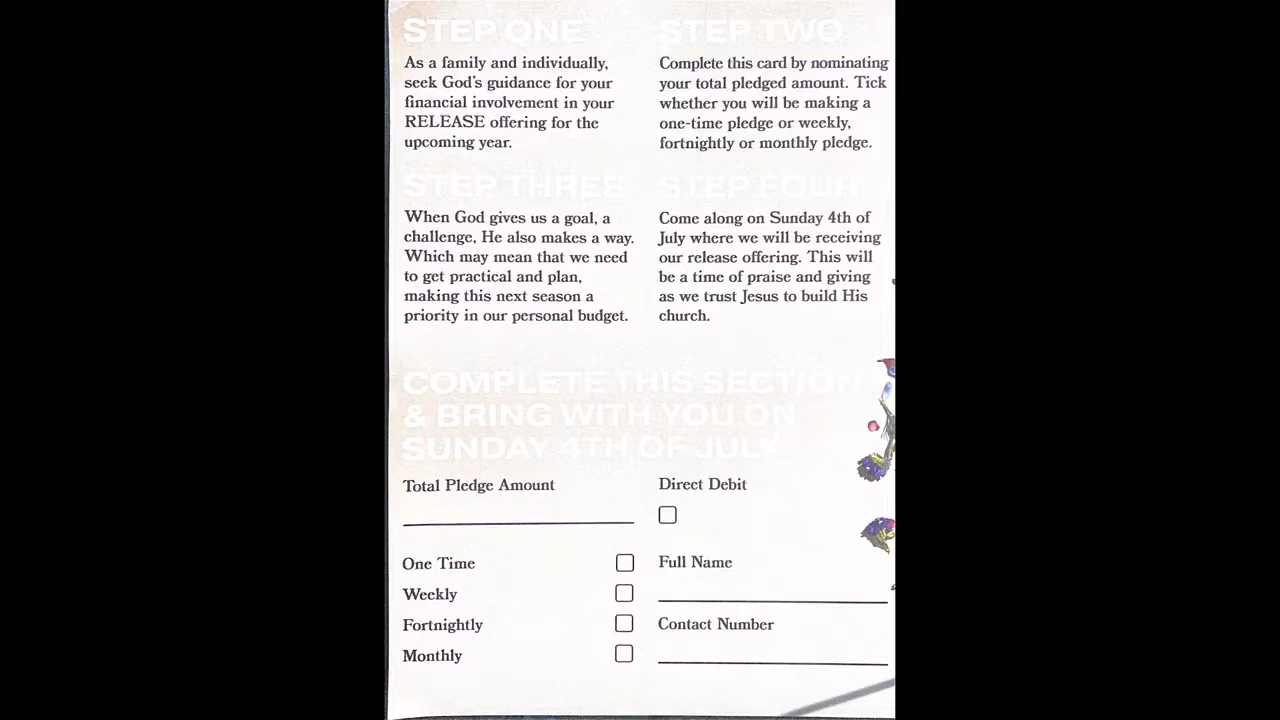 STEP ONE
As a family and individually,
seek God's guidance for your
financial involvement in your
RELEASE offering for the
upcoming year.
STEP TWO
Complete this card by nominating
your total pledged amount. Tick
whether you will be making a
one-time pledge or weekly,
fortnightly or monthly pledge.
STEP THREE
When God gives us a goal, a
challenge, He also makes a way.
Which may mean that we need
to get practical and plan,
making this next season a
priority in our personal budget.
STEP FOUR
Come along on Sunday 4th of
July where we will be receiving
our release offering. This will
be a time of praise and giving
as we trust Jesus to build His
church.
COMPLETE THIS SECTION
& BRING WITH YOU ON
SUNDAY 4TH OF JULY
Total Pledge Amount
Direct Debit
One Time
Weekly
Fortnightly
Monthly
Full Name
Contact Number